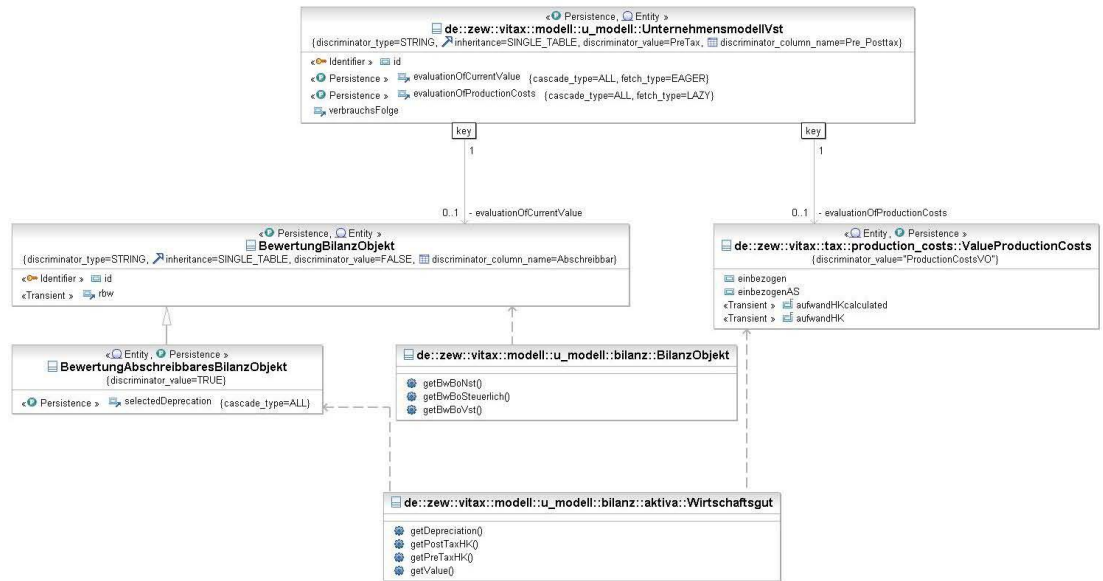 «Persistence, Entity»
de::zew::vitax::modell::u_modell::UnternehmensmodellVst
{discriminator_type=STRING, inheritance=SINGLE_TABLE, discriminator_value=PreTax, discriminator_column_name=Pre_Posttax}
«Identifier» id
«Persistence» evaluationOfCurrentValue {cascade_type=ALL, fetch_type=EAGER}
«Persistence» evaluationOfProductionCosts {cascade_type=ALL, fetch_type=LAZY}
verbrauchsFolge
key
key
1
1
0..1 - evaluationOfCurrentValue
0..1 - evaluationOfProductionCosts
«Persistence, Entity»
BewertungBilanzObjekt
{discriminator_type=STRING, inheritance=SINGLE_TABLE, discriminator_value=FALSE, discriminator_column_name=Abschreibbar}
«Identifier» id
«Transient» rbw
«Entity, Persistence»
de::zew::vitax::tax::production_costs::ValueProductionCosts
{discriminator_value="ProductionCostsVO"}
einbezogen
einbezogenAS
«Transient» aufwandHKcalculated
«Transient» aufwandHK
«Entity, Persistence»
BewertungAbschreibbaresBilanzObjekt
{discriminator_value=TRUE}
«Persistence» selectedDeprecation {cascade_type=ALL}
de::zew::vitax::modell::u_modell::bilanz::BilanzObjekt
getBwBoNst()
getBwBoSteuerlich()
getBwBoVst()
de::zew::vitax::modell::u_modell::bilanz::aktiva::Wirtschaftsgut
getDepreciation()
getPostTaxHK()
getPreTaxHK()
getValue()